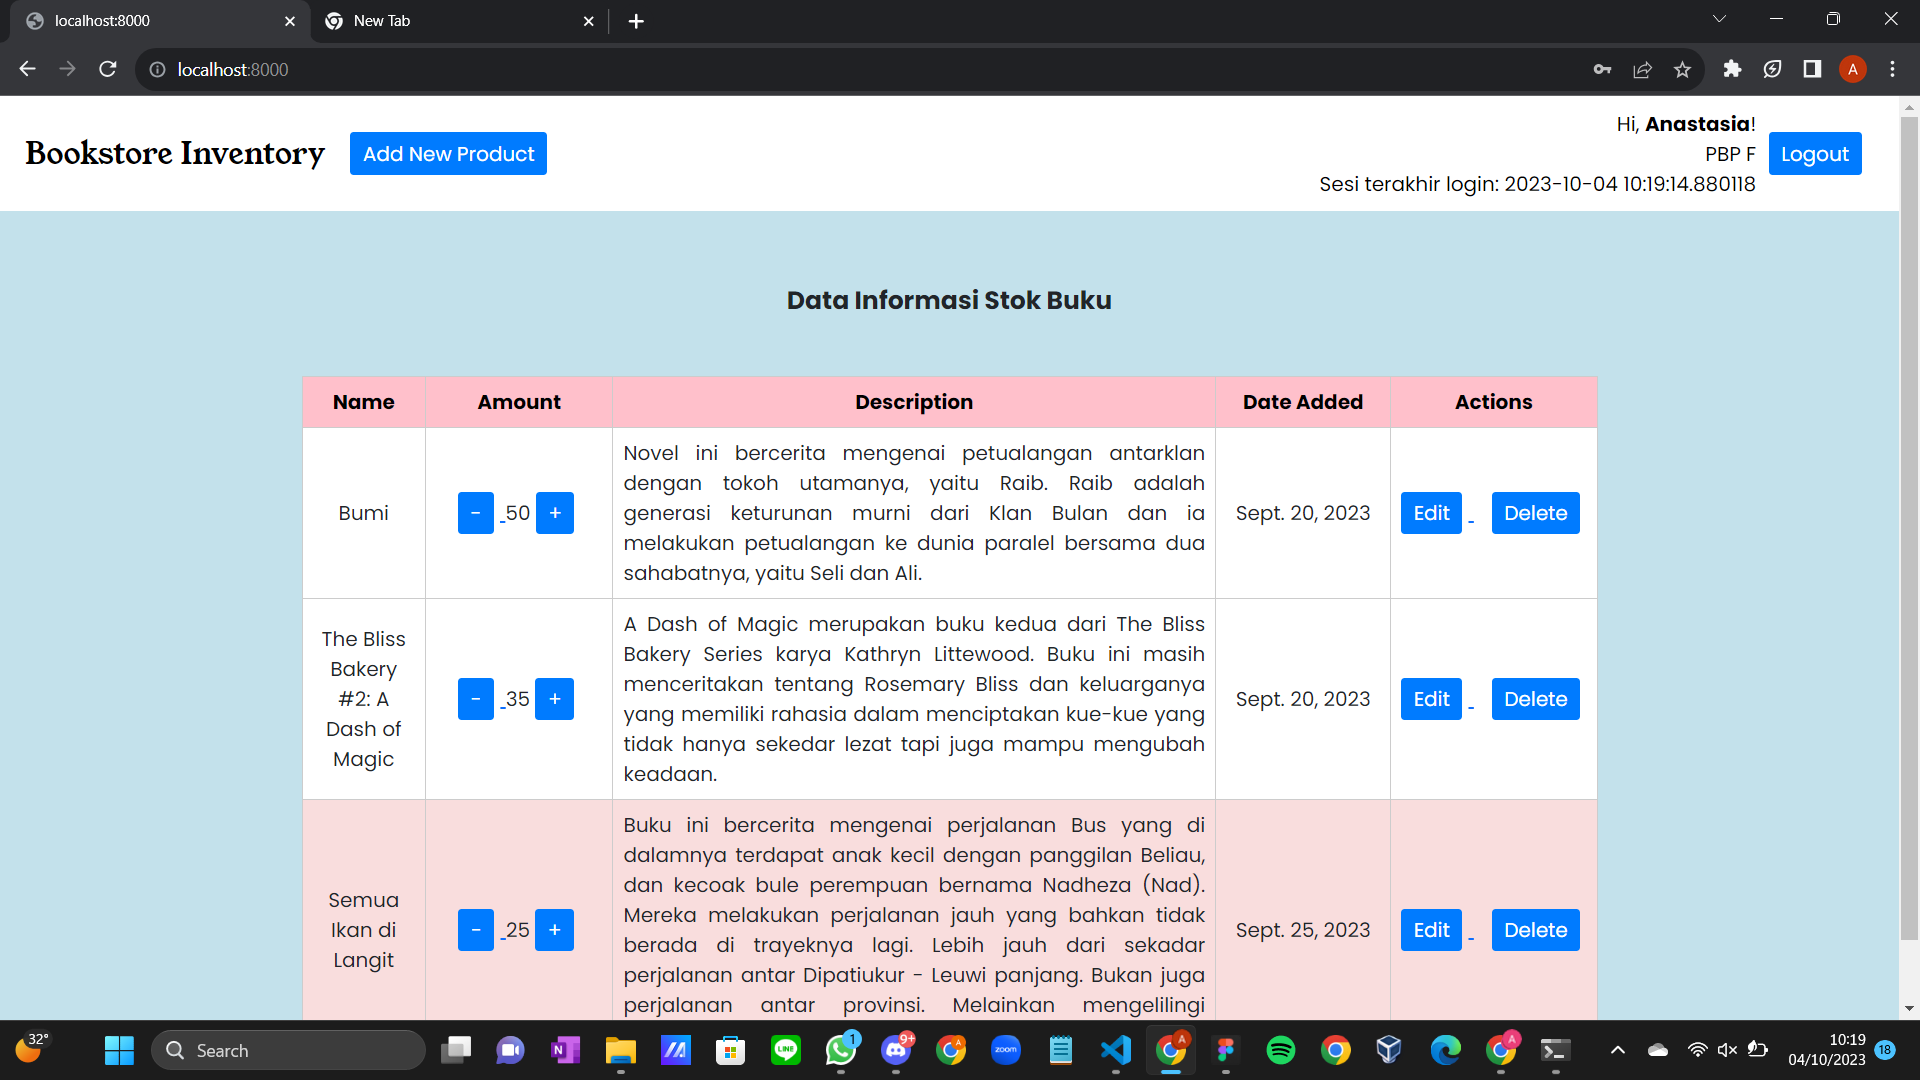 localhost:8000
New Tab
localhost:8000
A
Bookstore Inventory
Add New Product
Hi, Anastasia!
PBP F
Sesi terakhir login: 2023-10-04 10:19:14.880118
Logout
Data Informasi Stok Buku
Name Amount Description Date Added Actions
Bumi
- 50 +
Novel ini bercerita mengenai petualangan antarklan
dengan tokoh utamanya, yaitu Raib. Raib adalah
generasi keturunan murni dari Klan Bulan dan ia
melakukan petualangan ke dunia paralel bersama dua
sahabatnya, yaitu Seli dan Ali.
Sept. 20, 2023
Edit Delete
The Bliss
Bakery
#2: A
Dash of
Magic
- 35 +
A Dash of Magic merupakan buku kedua dari The Bliss
Bakery Series karya Kathryn Littewood. Buku ini masih
menceritakan tentang Rosemary Bliss dan keluarganya
yang memiliki rahasia dalam menciptakan kue-kue yang
tidak hanya sekedar lezat tapi juga mampu mengubah
keadaan.
Sept. 20, 2023
Edit Delete
Semua
Ikan di
Langit
- 25 +
Buku ini bercerita mengenai perjalanan Bus yang di
dalamnya terdapat anak kecil dengan panggilan Beliau,
dan kecoak bule perempuan bernama Nadheza (Nad).
Mereka melakukan perjalanan jauh yang bahkan tidak
berada di trayeknya lagi. Lebih jauh dari sekadar
perjalanan antar Dipatiukur - Leuwi panjang. Bukan juga
perjalanan antar provinsi. Melainkan mengelilingi
Sept. 25, 2023
Edit Delete
32°
Search
N
LINE
1
9+
A
zoom
A
A
10:19
04/10/2023
18